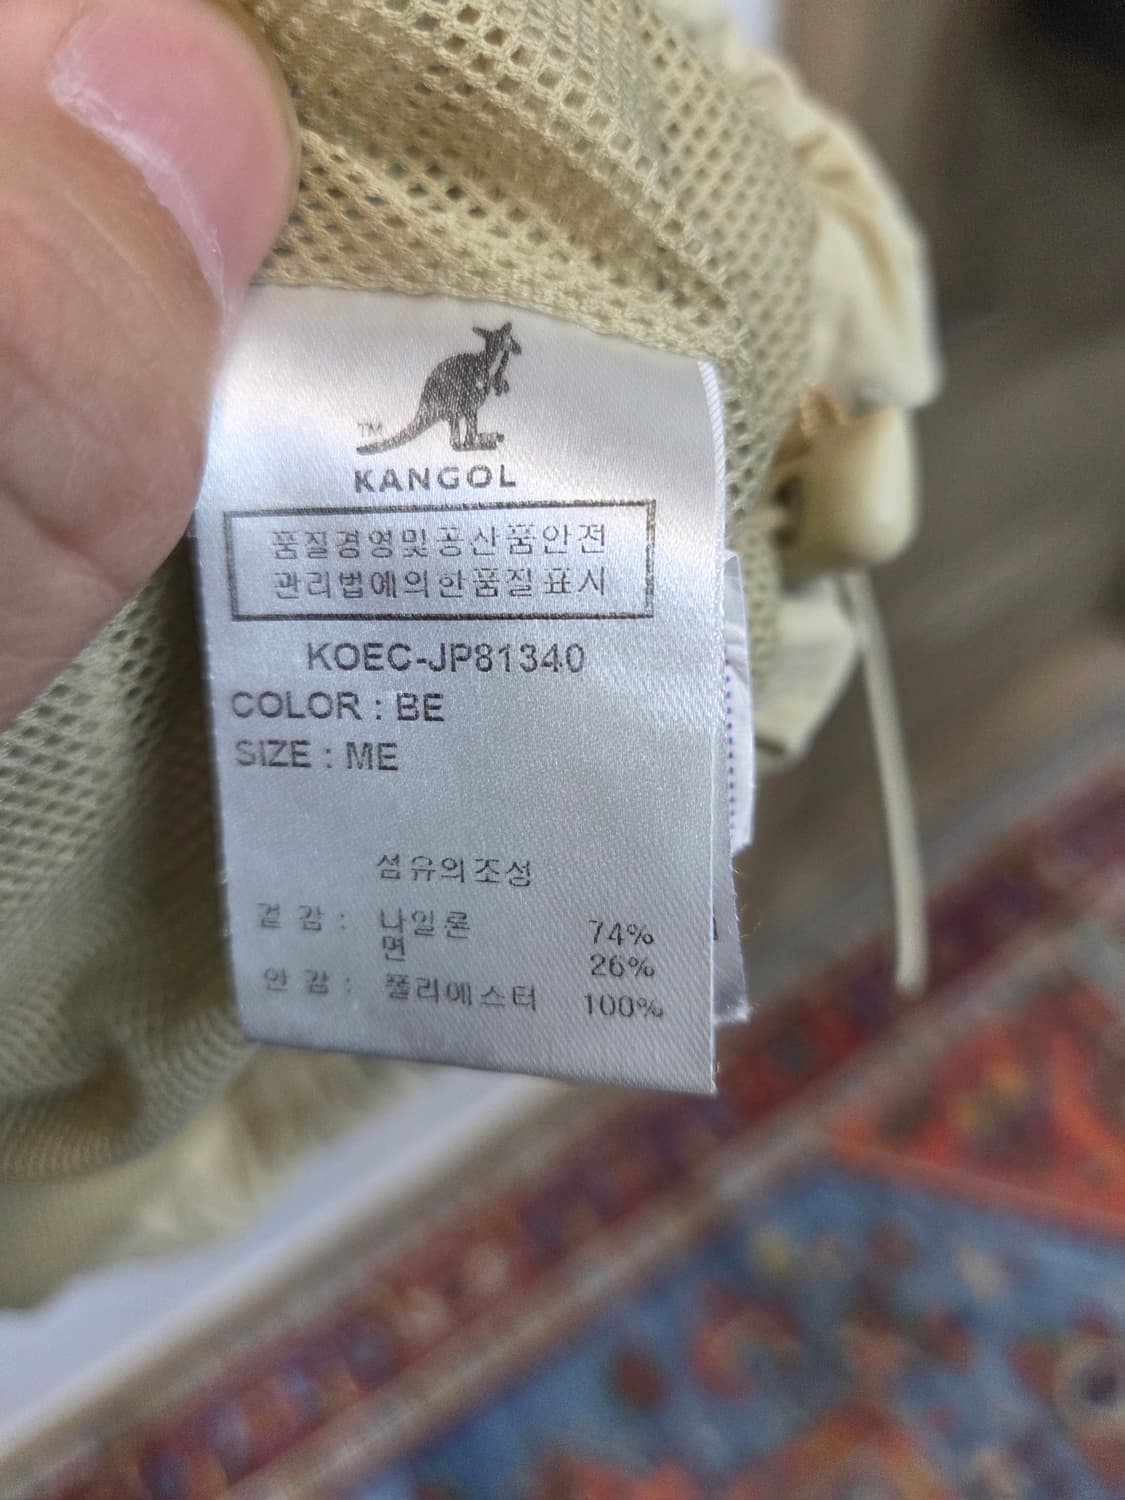 TM
KANGOL
품질경영및공산품안전
관리법에의한품질표시
KOEC-JP81340
COLOR : BE
SIZE : ME
섬유의조성
겉 감 : 나일론 74%
면 26%
안 감 : 폴리에스터 100%